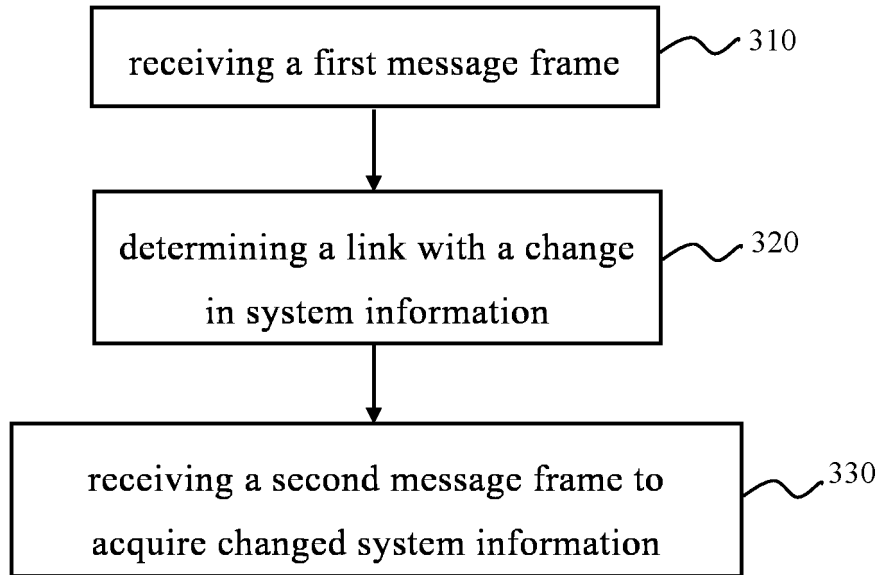 receiving a first message frame
310
determining a link with a change
in system information
320
receiving a second message frame to
acquire changed system information
330